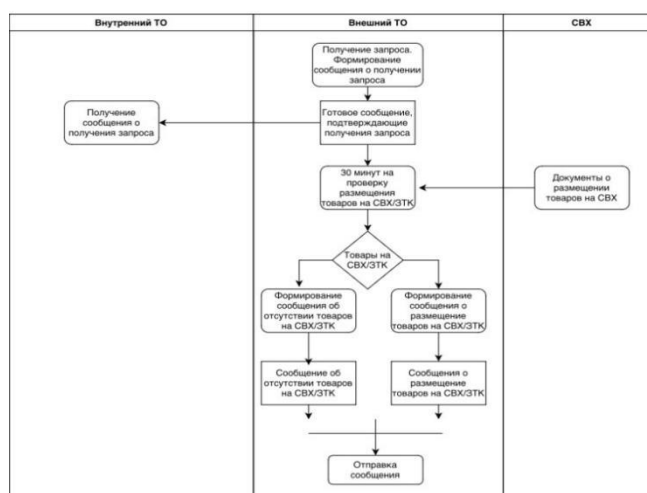 Внутренний ТО
Внешний ТО
СВХ
Получение запроса.
Формирование
сообщения о получении
запроса
Получение
сообщения о
получения запроса
Готовое сообщение,
подтверждающие
получения запроса
30 минут на
проверку
размещения
товаров на СВХ/ЗТК
Документы о
размещении
товаров на СВХ
Товары на
СВХ/ЗТК
Формирование
сообщения об
отсутствии товаров
на СВХ/ЗТК
Формирование
сообщения о
размещение
товаров на СВХ/ЗТК
Сообщение об
отсутствии товаров
на СВХ/ЗТК
Сообщения о
размещение
товаров на СВХ/ЗТК
Отправка
сообщения